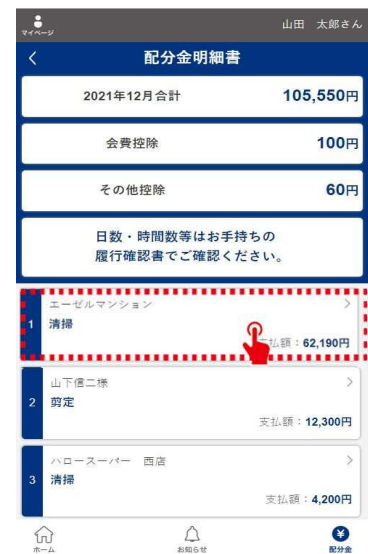 マイページ
山田 太郎さん
配分金明細書
2021年12月合計 105,550円
会費控除 100円
その他控除 60円
日数・時間数等はお手持ちの
履行確認書でご確認ください。
エーゼルマンション
1 清掃
払額：62,190円
山下信二様
2 剪定
支払額：12,300円
ハロースーパー 西店
3 清掃
支払額：4,200円
ホーム お知らせ 配分金